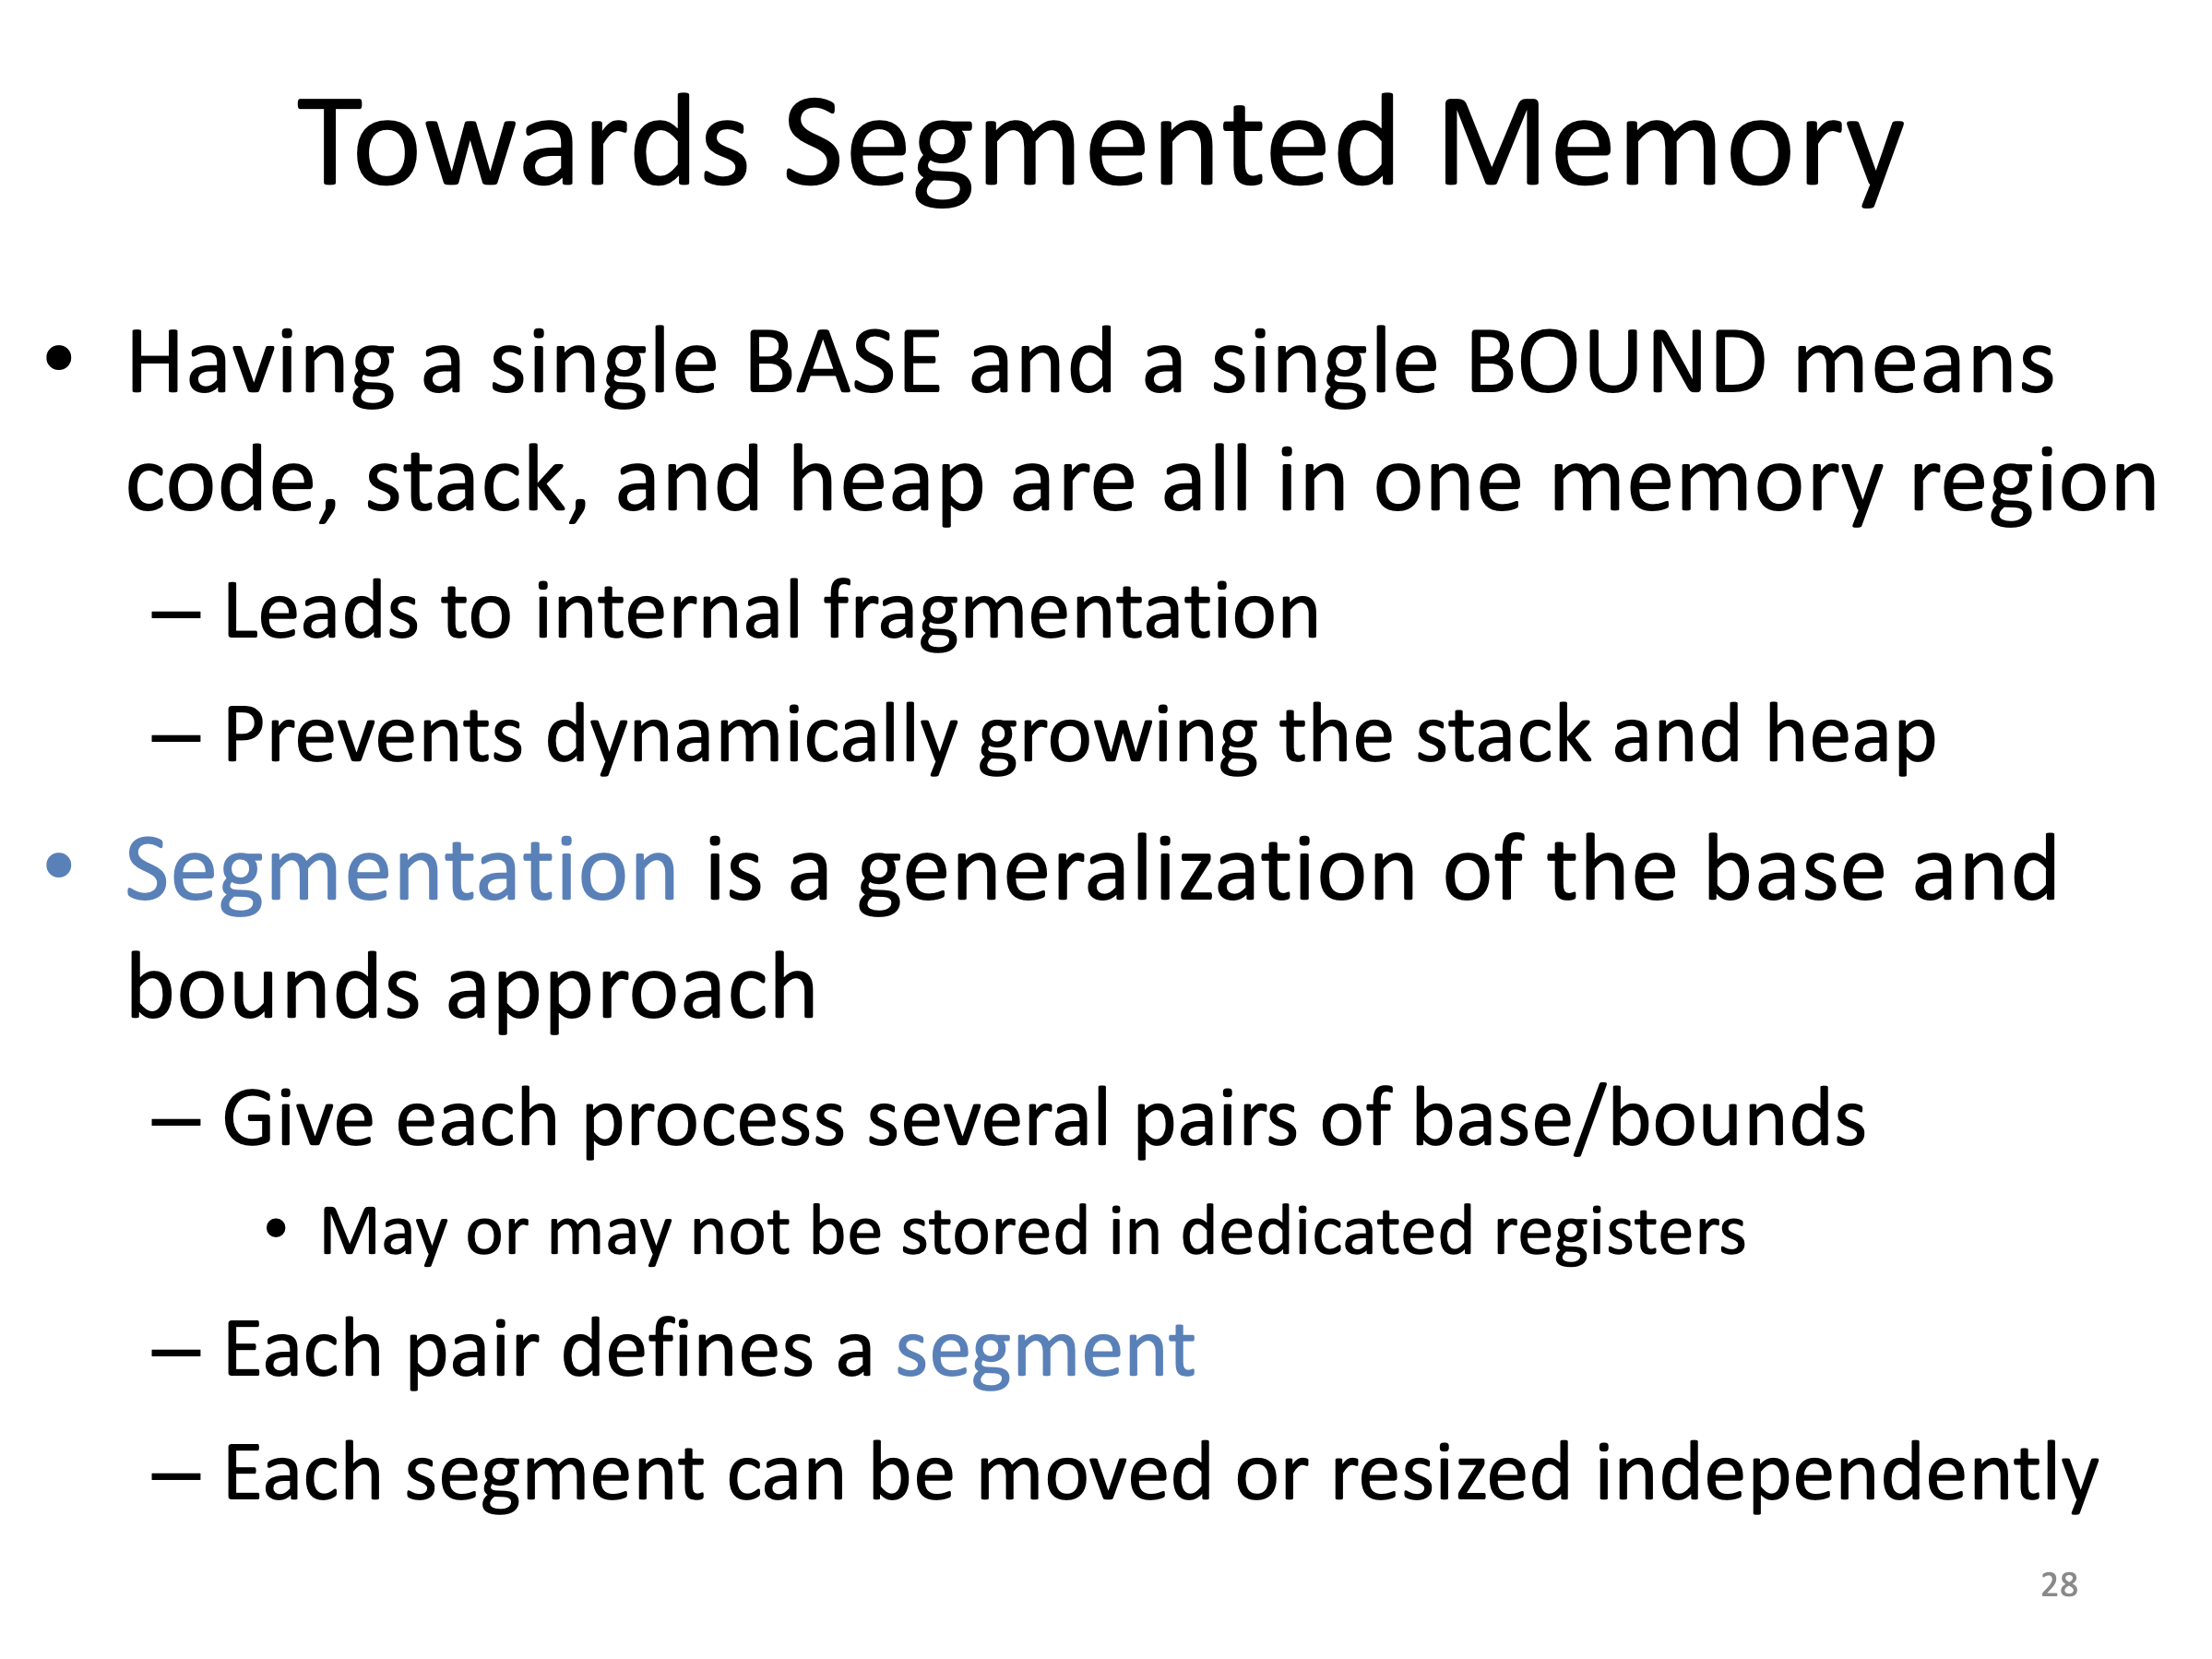 Towards Segmented Memory
• Having a single BASE and a single BOUND means
code, stack, and heap are all in one memory region
– Leads to internal fragmentation
– Prevents dynamically growing the stack and heap
• Segmentation is a generalization of the base and
bounds approach
– Give each process several pairs of base/bounds
• May or may not be stored in dedicated registers
– Each pair defines a segment
– Each segment can be moved or resized independently
28